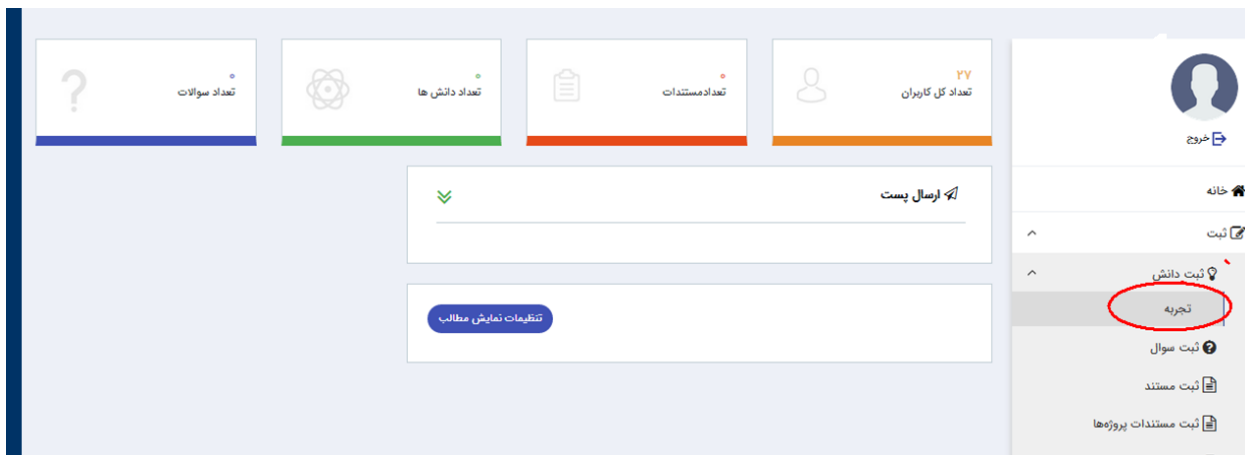 ۲۷
تعداد کل کاربران
۰
تعدادمستندات
۰
تعداد دانش ها
۰
تعداد سوالات
خروج
خانه
ثبت
ثبت دانش
تجربه
ثبت سوال
ثبت مستند
ثبت مستندات پروژه‌ها
ارسال پست
تنظیمات نمایش مطالب